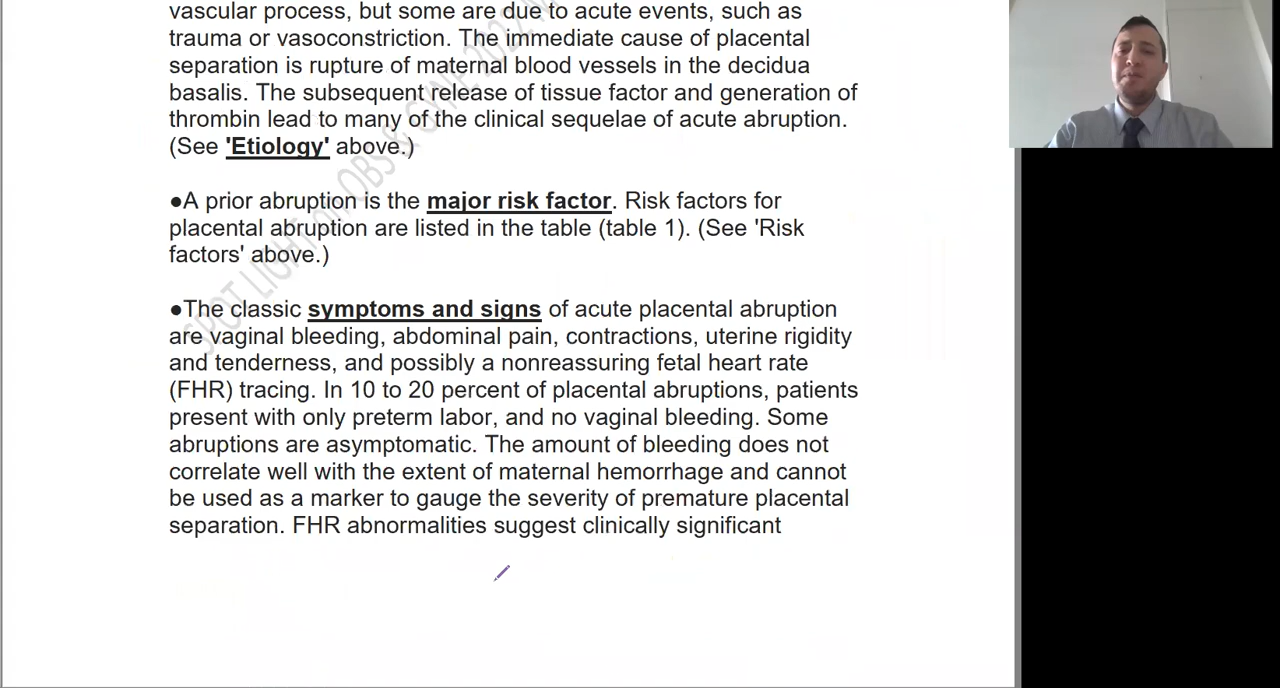 vascular process, but some are due to acute events, such as
trauma or vasoconstriction. The immediate cause of placental
separation is rupture of maternal blood vessels in the decidua
basalis. The subsequent release of tissue factor and generation of
thrombin lead to many of the clinical sequelae of acute abruption.
(See 'Etiology' above.)
●A prior abruption is the major risk factor. Risk factors for
placental abruption are listed in the table (table 1). (See 'Risk
factors' above.)
●The classic symptoms and signs of acute placental abruption
are vaginal bleeding, abdominal pain, contractions, uterine rigidity
and tenderness, and possibly a nonreassuring fetal heart rate
(FHR) tracing. In 10 to 20 percent of placental abruptions, patients
present with only preterm labor, and no vaginal bleeding. Some
abruptions are asymptomatic. The amount of bleeding does not
correlate well with the extent of maternal hemorrhage and cannot
be used as a marker to gauge the severity of premature placental
separation. FHR abnormalities suggest clinically significant
SPOT LIGHT on OBS & GYNE 2022